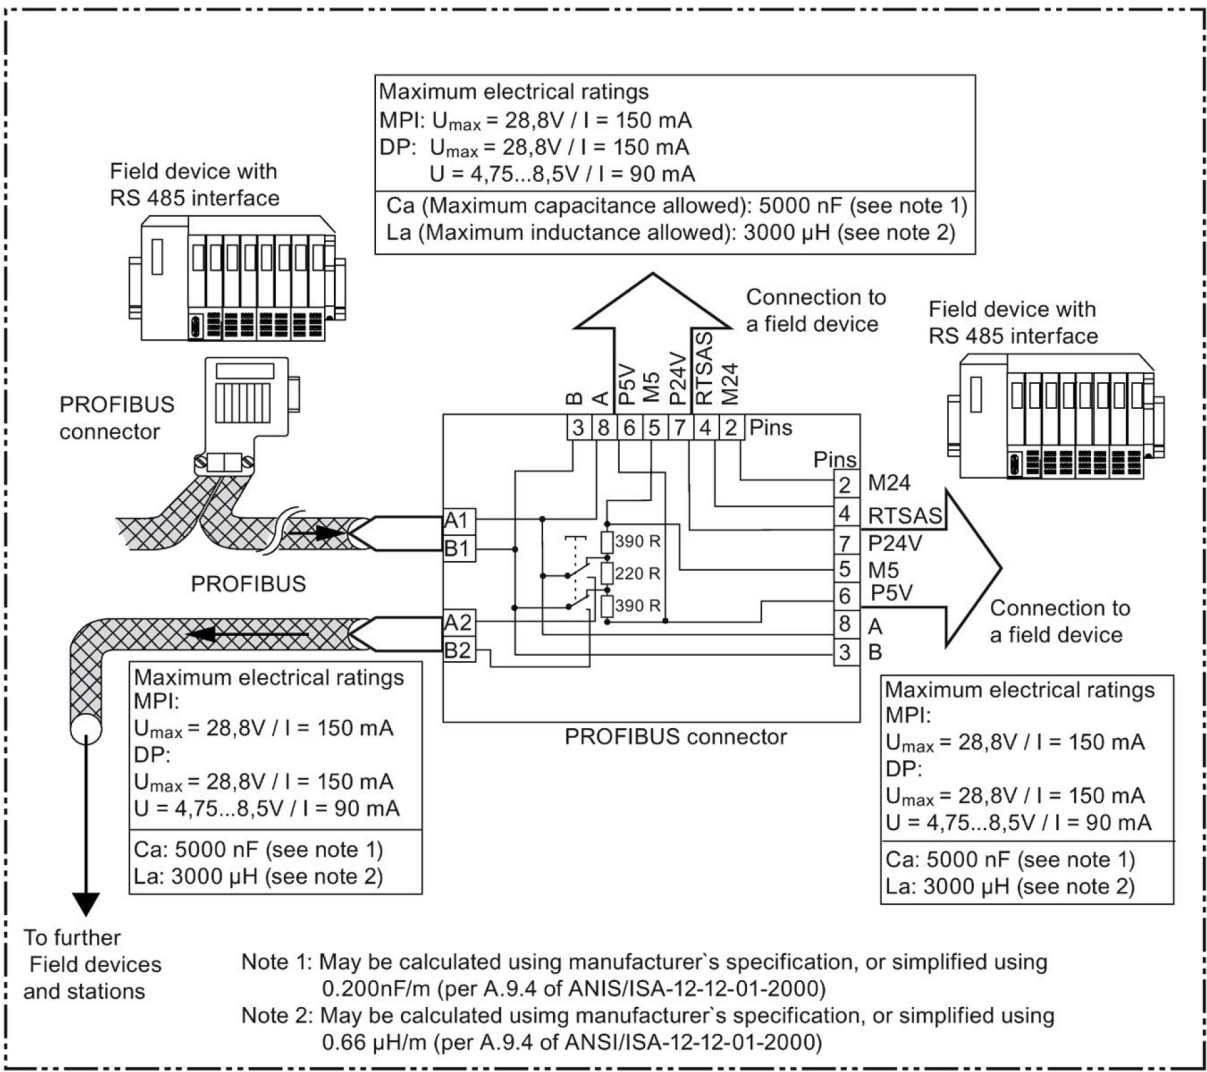 Maximum electrical ratings
MPI: Umax = 28,8V / I = 150 mA
DP: Umax = 28,8V / I = 150 mA
U = 4,75...8,5V / I = 90 mA
Ca (Maximum capacitance allowed): 5000 nF (see note 1)
La (Maximum inductance allowed): 3000 µH (see note 2)
Field device with
RS 485 interface
Connection to
a field device
Field device with
RS 485 interface
PROFIBUS
connector
B
A
P5V
M5
P24V
RTSAS
M24
3 8 6 5 7 4 2 Pins
Pins
2 M24
4 RTSAS
7 P24V
5 M5
6 P5V
8 A
3 B
A1
B1
390 R
220 R
390 R
A2
B2
PROFIBUS
Connection to
a field device
PROFIBUS connector
Maximum electrical ratings
MPI:
Umax = 28,8V / I = 150 mA
DP:
Umax = 28,8V / I = 150 mA
U = 4,75...8,5V / I = 90 mA
Ca: 5000 nF (see note 1)
La: 3000 µH (see note 2)
Maximum electrical ratings
MPI:
Umax = 28,8V / I = 150 mA
DP:
Umax = 28,8V / I = 150 mA
U = 4,75...8,5V / I = 90 mA
Ca: 5000 nF (see note 1)
La: 3000 µH (see note 2)
To further
Field devices
and stations
Note 1: May be calculated using manufacturer`s specification, or simplified using
0.200nF/m (per A.9.4 of ANIS/ISA-12-12-01-2000)
Note 2: May be calculated usimg manufacturer`s specification, or simplified using
0.66 µH/m (per A.9.4 of ANSI/ISA-12-12-01-2000)